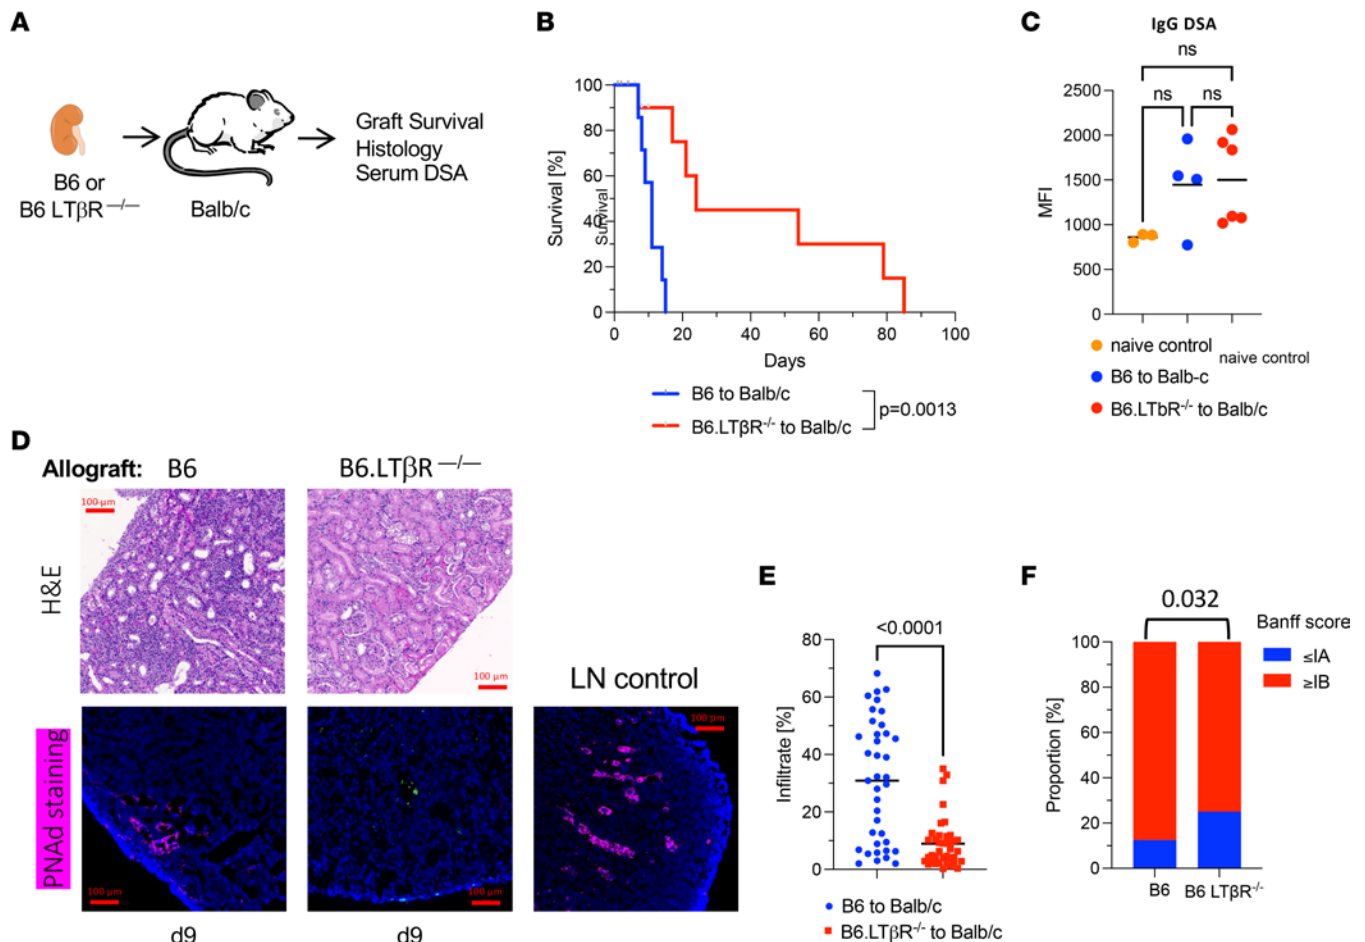 A
B6 or
B6 LTβR —/—
Balb/c
Graft Survival
Histology
Serum DSA
B
Survival [%]
Survival
100
80
60
40
20
0
0 20 40 60 80 100
Days
B6 to Balb/c
B6.LTβR-/- to Balb/c
p=0.0013
C
IgG DSA
ns
ns ns
MFI
2500
2000
1500
1000
500
0
naive control
naive control
B6 to Balb-c
B6.LTbR-/- to Balb/c
D
Allograft: B6 B6.LTβR —/—
H&E
100 μm
100 μm
LN control
PNAd staining
100 μm
100 μm
100 μm
d9 d9
E
<0.0001
Infiltrate [%]
80
60
40
20
0
B6 to Balb/c
B6.LTβR-/- to Balb/c
F
0.032
Banff score
≤IA
≥IB
Proportion [%]
100
80
60
40
20
0
B6 B6 LTβR-/-